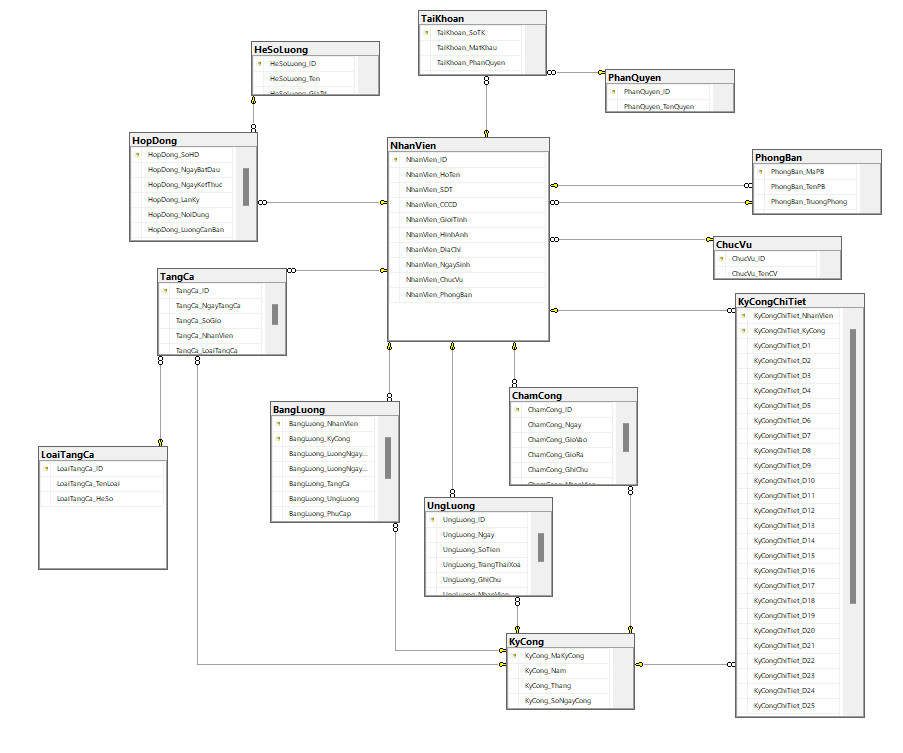 TaiKhoan
TaiKhoan_SoTK
TaiKhoan_MatKhau
TaiKhoan_PhanQuyen
HeSoLuong
HeSoLuong_ID
HeSoLuong_Ten
HeSoLuong_GiaTri
PhanQuyen
PhanQuyen_ID
PhanQuyen_TenQuyen
HopDong
HopDong_SoHD
HopDong_NgayBatDau
HopDong_NgayKetThuc
HopDong_LanKy
HopDong_NoiDung
HopDong_LuongCanBan
NhanVien
NhanVien_ID
NhanVien_HoTen
NhanVien_SDT
NhanVien_CCCD
NhanVien_GioiTinh
NhanVien_HinhAnh
NhanVien_DiaChi
NhanVien_NgaySinh
NhanVien_ChucVu
NhanVien_PhongBan
PhongBan
PhongBan_MaPB
PhongBan_TenPB
PhongBan_TruongPhong
ChucVu
ChucVu_ID
ChucVu_TenCV
TangCa
TangCa_ID
TangCa_NgayTangCa
TangCa_SoGio
TangCa_NhanVien
TangCa_LoaiTangCa
KyCongChiTiet
KyCongChiTiet_NhanVien
KyCongChiTiet_KyCong
KyCongChiTiet_D1
KyCongChiTiet_D2
KyCongChiTiet_D3
KyCongChiTiet_D4
KyCongChiTiet_D5
KyCongChiTiet_D6
KyCongChiTiet_D7
KyCongChiTiet_D8
KyCongChiTiet_D9
KyCongChiTiet_D10
KyCongChiTiet_D11
KyCongChiTiet_D12
KyCongChiTiet_D13
KyCongChiTiet_D14
KyCongChiTiet_D15
KyCongChiTiet_D16
KyCongChiTiet_D17
KyCongChiTiet_D18
KyCongChiTiet_D19
KyCongChiTiet_D20
KyCongChiTiet_D21
KyCongChiTiet_D22
KyCongChiTiet_D23
KyCongChiTiet_D24
KyCongChiTiet_D25
BangLuong
BangLuong_NhanVien
BangLuong_KyCong
BangLuong_LuongNgay...
BangLuong_LuongNgay...
BangLuong_TangCa
BangLuong_UngLuong
BangLuong_PhuCap
ChamCong
ChamCong_ID
ChamCong_Ngay
ChamCong_GioVao
ChamCong_GioRa
ChamCong_GhiChu
ChamCong_NhanVien
LoaiTangCa
LoaiTangCa_ID
LoaiTangCa_TenLoai
LoaiTangCa_HeSo
UngLuong
UngLuong_ID
UngLuong_Ngay
UngLuong_SoTien
UngLuong_TrangThaiXoa
UngLuong_GhiChu
UngLuong_NhanVien
KyCong
KyCong_MaKyCong
KyCong_Nam
KyCong_Thang
KyCong_SoNgayCong